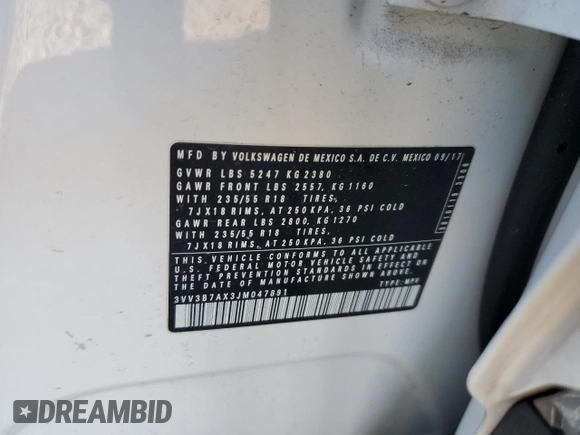 MFD BY VOLKSWAGEN DE MEXICO S.A. DE C.V. MEXICO 09/17
GVWR LBS 5247 KG 2380
GAWR FRONT LBS 2557, KG 1160
WITH 235/55 R18 TIRES,
7JX18 RIMS, AT 250 KPA, 36 PSI COLD
GAWR REAR LBS 2800, KG 1270
WITH 235/55 R18 TIRES,
7JX18 RIMS, AT 250 KPA, 36 PSI COLD
THIS VEHICLE CONFORMS TO ALL APPLICABLE
U.S. FEDERAL MOTOR VEHICLE SAFETY AND
THEFT PREVENTION STANDARDS IN EFFECT ON
THE DATE OF MANUFACTURE SHOWN ABOVE.
3VV3B7AX3JM047891 TYPE: MPV
DREAMBID